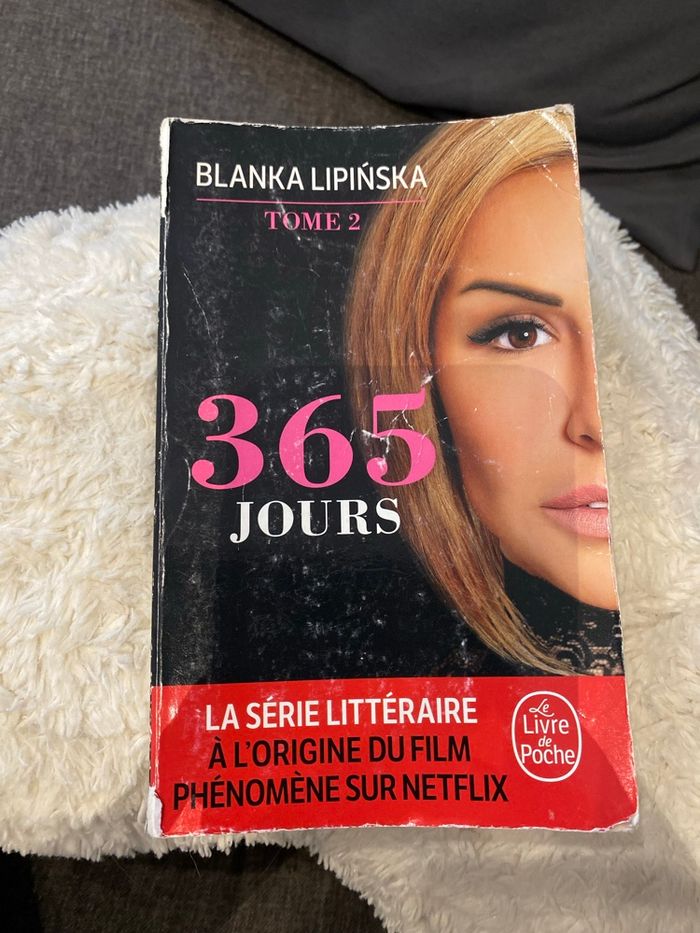 BLANKA LIPIŃSKA
TOME 2
365
JOURS
LA SÉRIE LITTÉRAIRE
À L'ORIGINE DU FILM
PHÉNOMÈNE SUR NETFLIX
Le
Livre
de
Poche